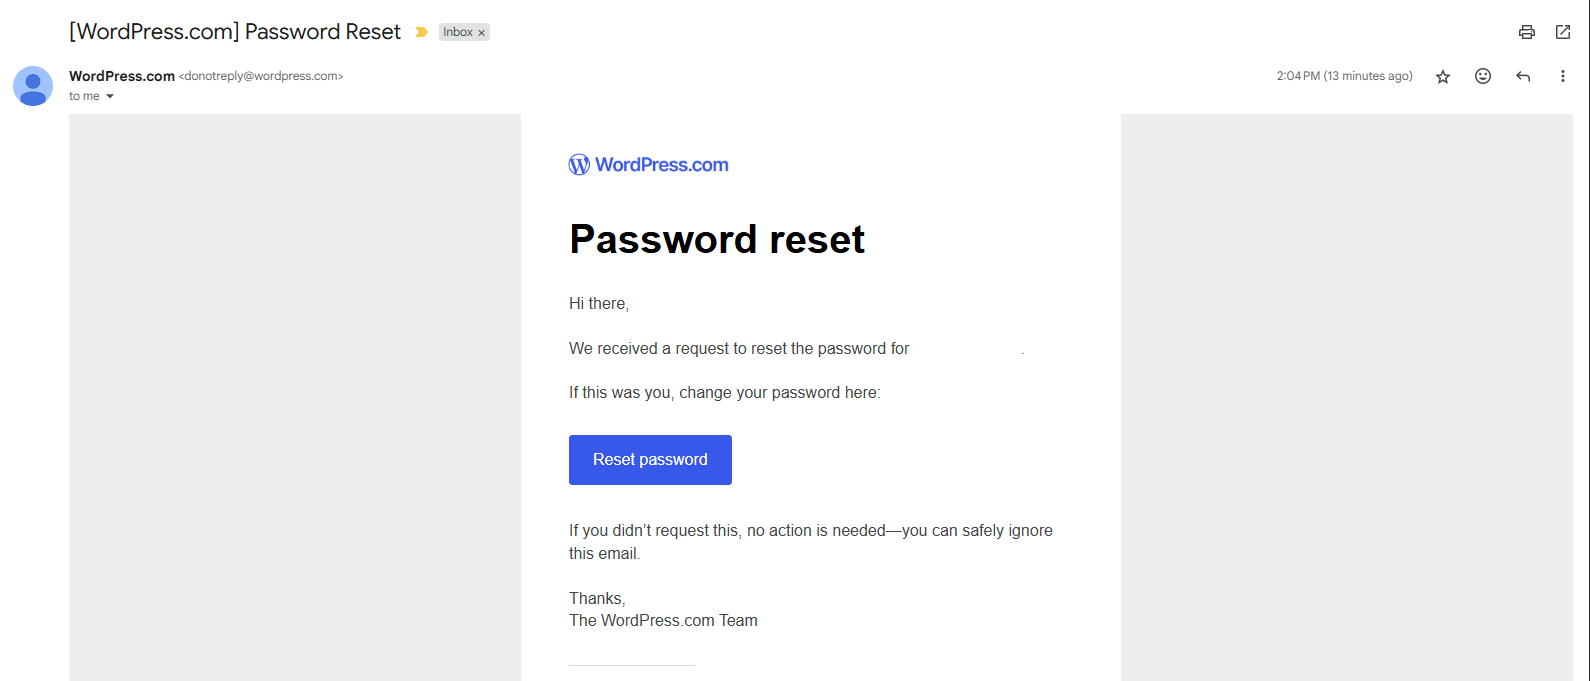 [WordPress.com] Password Reset Inbox ×
WordPress.com <donotreply@wordpress.com> 2:04 PM (13 minutes ago)
to me
WordPress.com
Password reset
Hi there,
We received a request to reset the password for .
If this was you, change your password here:
Reset password
If you didn’t request this, no action is needed—you can safely ignore
this email.
Thanks,
The WordPress.com Team